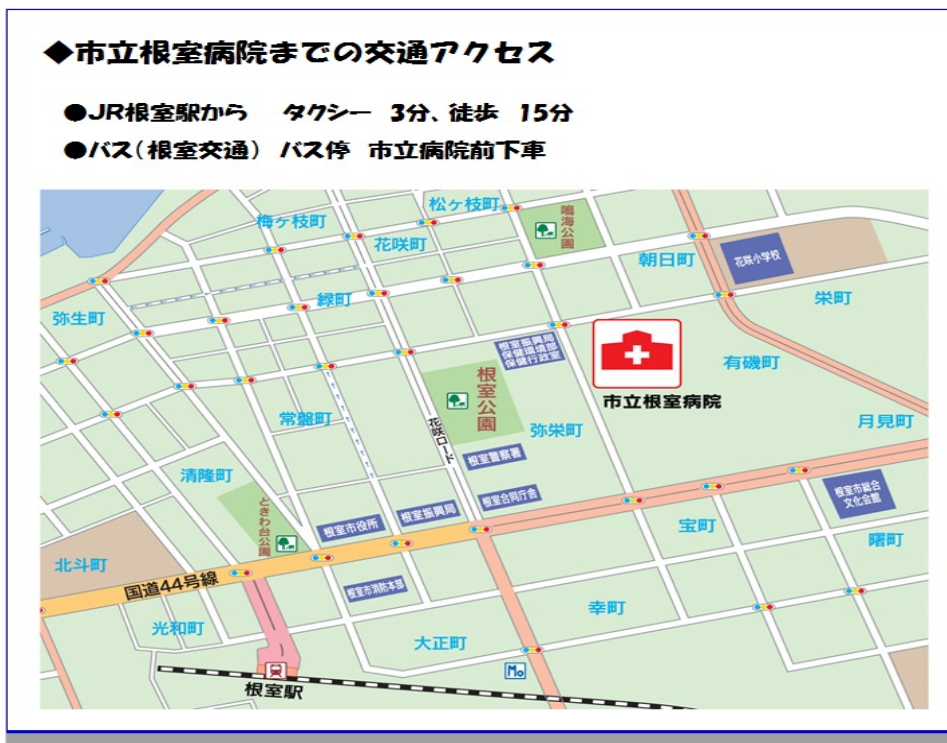 ◆市立根室病院までの交通アクセス
●JR根室駅から　タクシー　3分、徒歩　15分
●バス(根室交通)　バス停　市立病院前下車
松ヶ枝町
梅ヶ枝町
鳴海公園
花咲町
朝日町
花咲小学校
緑町
栄町
弥生町
根室振興局
保健環境部
保健行政室
有磯町
根室公園
市立根室病院
常盤町
花咲ロード
弥栄町
月見町
根室警察署
清隆町
根室市総合
文化会館
ときわ台公園
根室市役所
根室振興局
根室合同庁舎
宝町
曙町
北斗町
国道44号線
根室市消防本部
幸町
光和町
大正町
Mo
根室駅